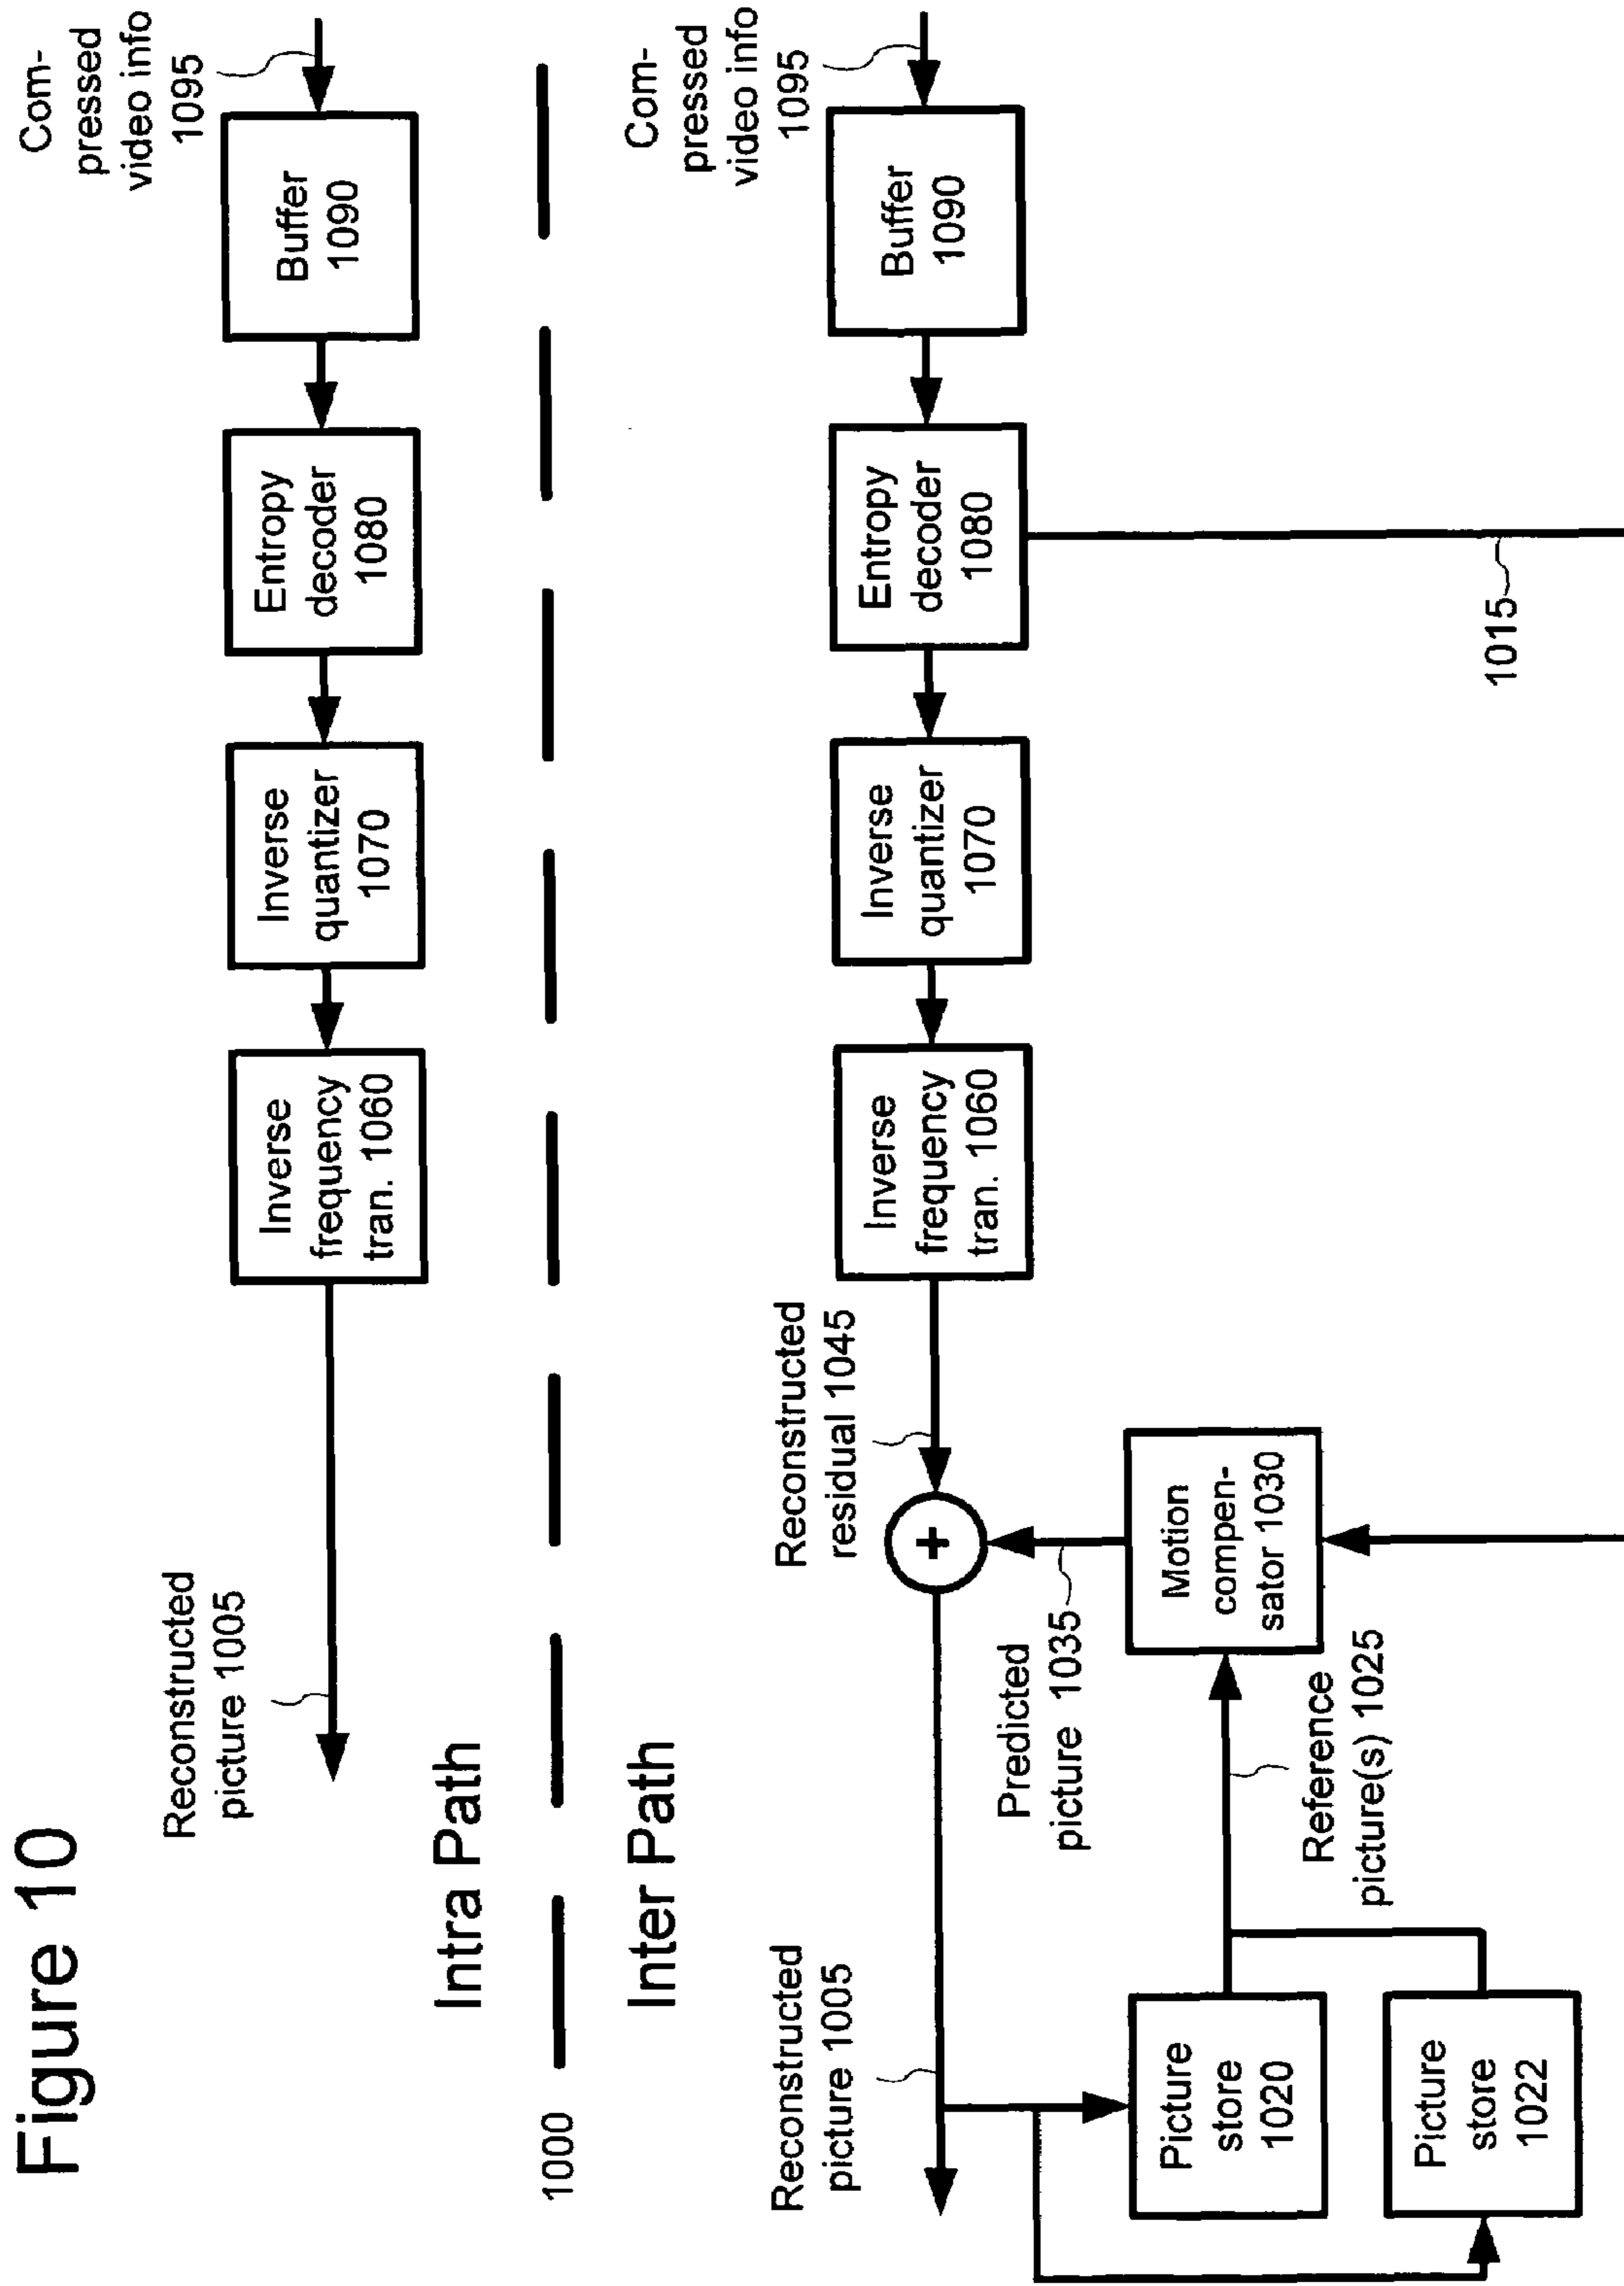 Figure 10
Reconstructed
picture 1005
Inverse
frequency
tran. 1060
Inverse
quantizer
1070
Entropy
decoder
1080
Buffer
1090
Com-
pressed
video info
1095
Intra Path
1000
Inter Path
Reconstructed
picture 1005
Reconstructed
residual 1045
+
Inverse
frequency
tran. 1060
Inverse
quantizer
1070
Entropy
decoder
1080
Buffer
1090
Com-
pressed
video info
1095
Predicted
picture 1035
Picture
store
1020
Motion
compen-
sator 1030
Reference
picture(s) 1025
Picture
store
1022
1015